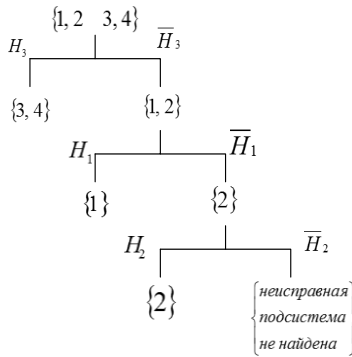 {1, 2 3, 4}
H₃ H̅₃
{3, 4} {1, 2}
H₁ H̅₁
{1} {2}
H₂ H̅₂
{2}
неисправная
подсистема
не найдена